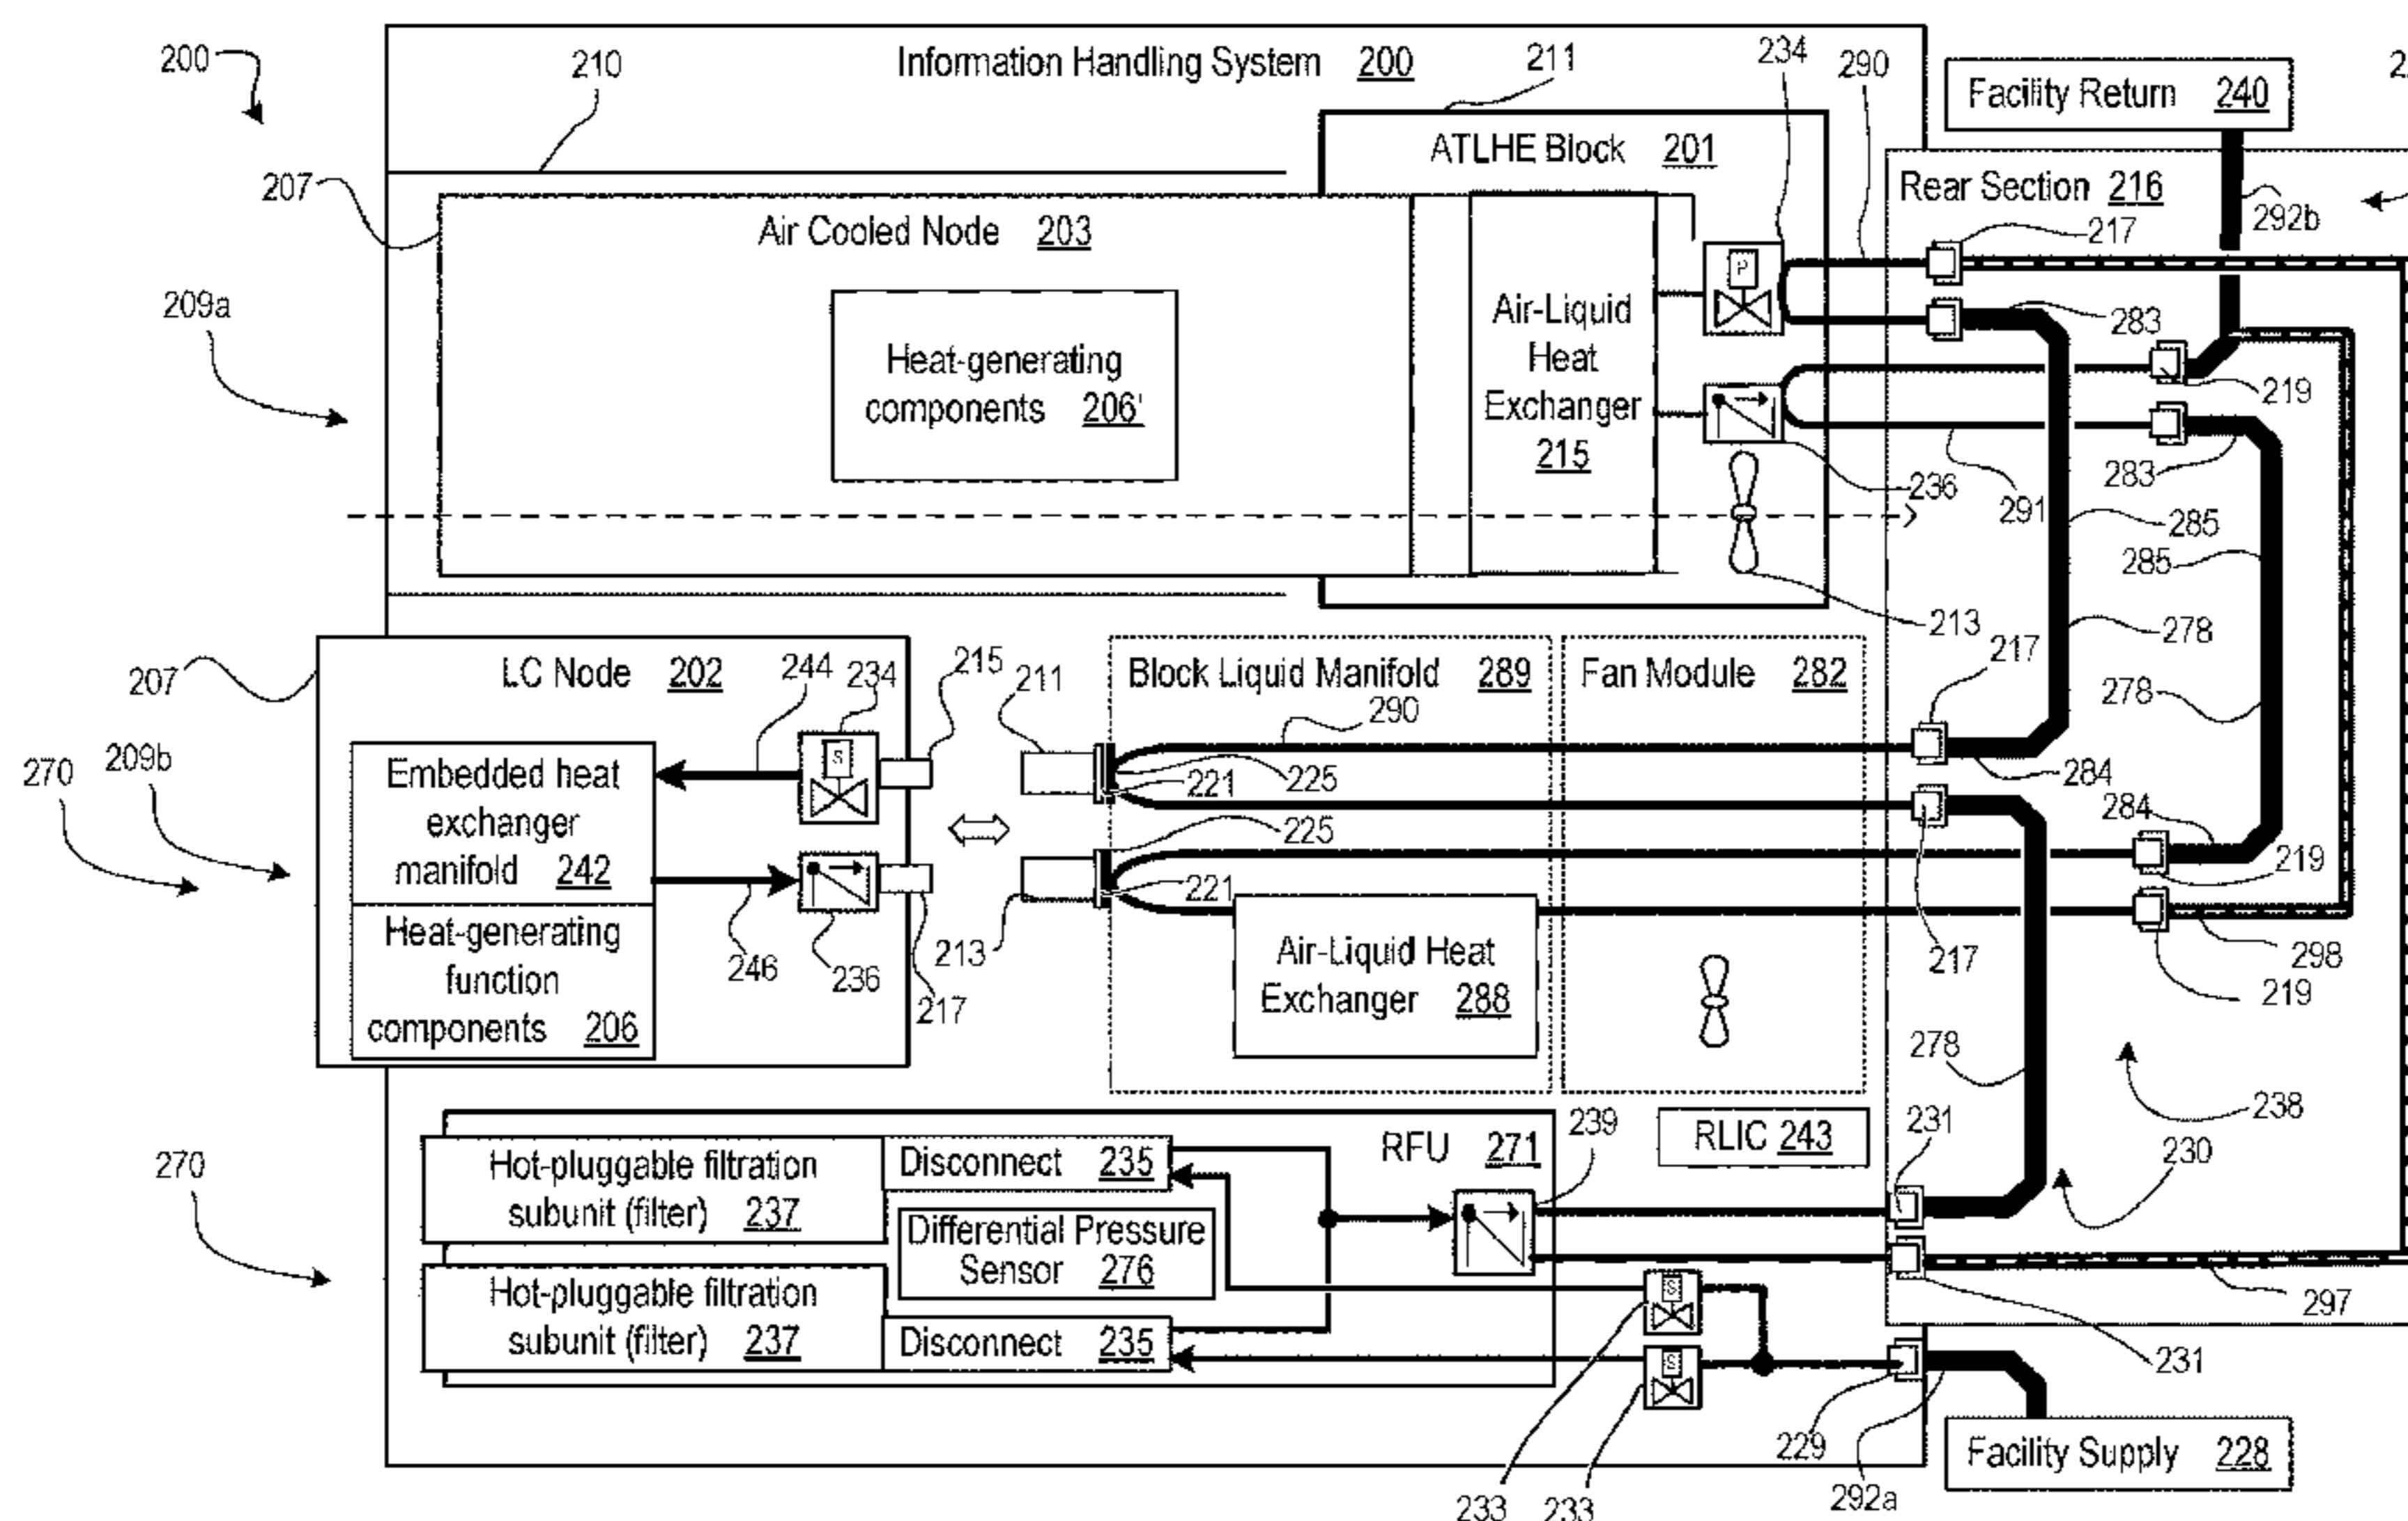 200
210
Information Handling System 200
211
234
290
Facility Return 240
207
ATLHE Block 201
Rear Section 216
292b
217
Air Cooled Node 203
P
209a
Air-Liquid
Heat
Exchanger
215
283
Heat-generating
components 206'
219
283
236
291
285
285
213
278
207
LC Node 202
244
234
215
211
Block Liquid Manifold 289
Fan Module 282
217
278
290
S
270
209b
Embedded heat
exchanger
manifold 242
225
221
284
225
284
221
219
Heat-generating
function
components 206
246
236
217
213
Air-Liquid Heat
Exchanger 288
217
298
219
278
238
230
231
270
Hot-pluggable filtration
subunit (filter) 237
Disconnect 235
RFU 271
239
RLIC 243
Differential Pressure
Sensor 276
Hot-pluggable filtration
subunit (filter) 237
Disconnect 235
S
S
297
231
229
292a
233
233
Facility Supply 228